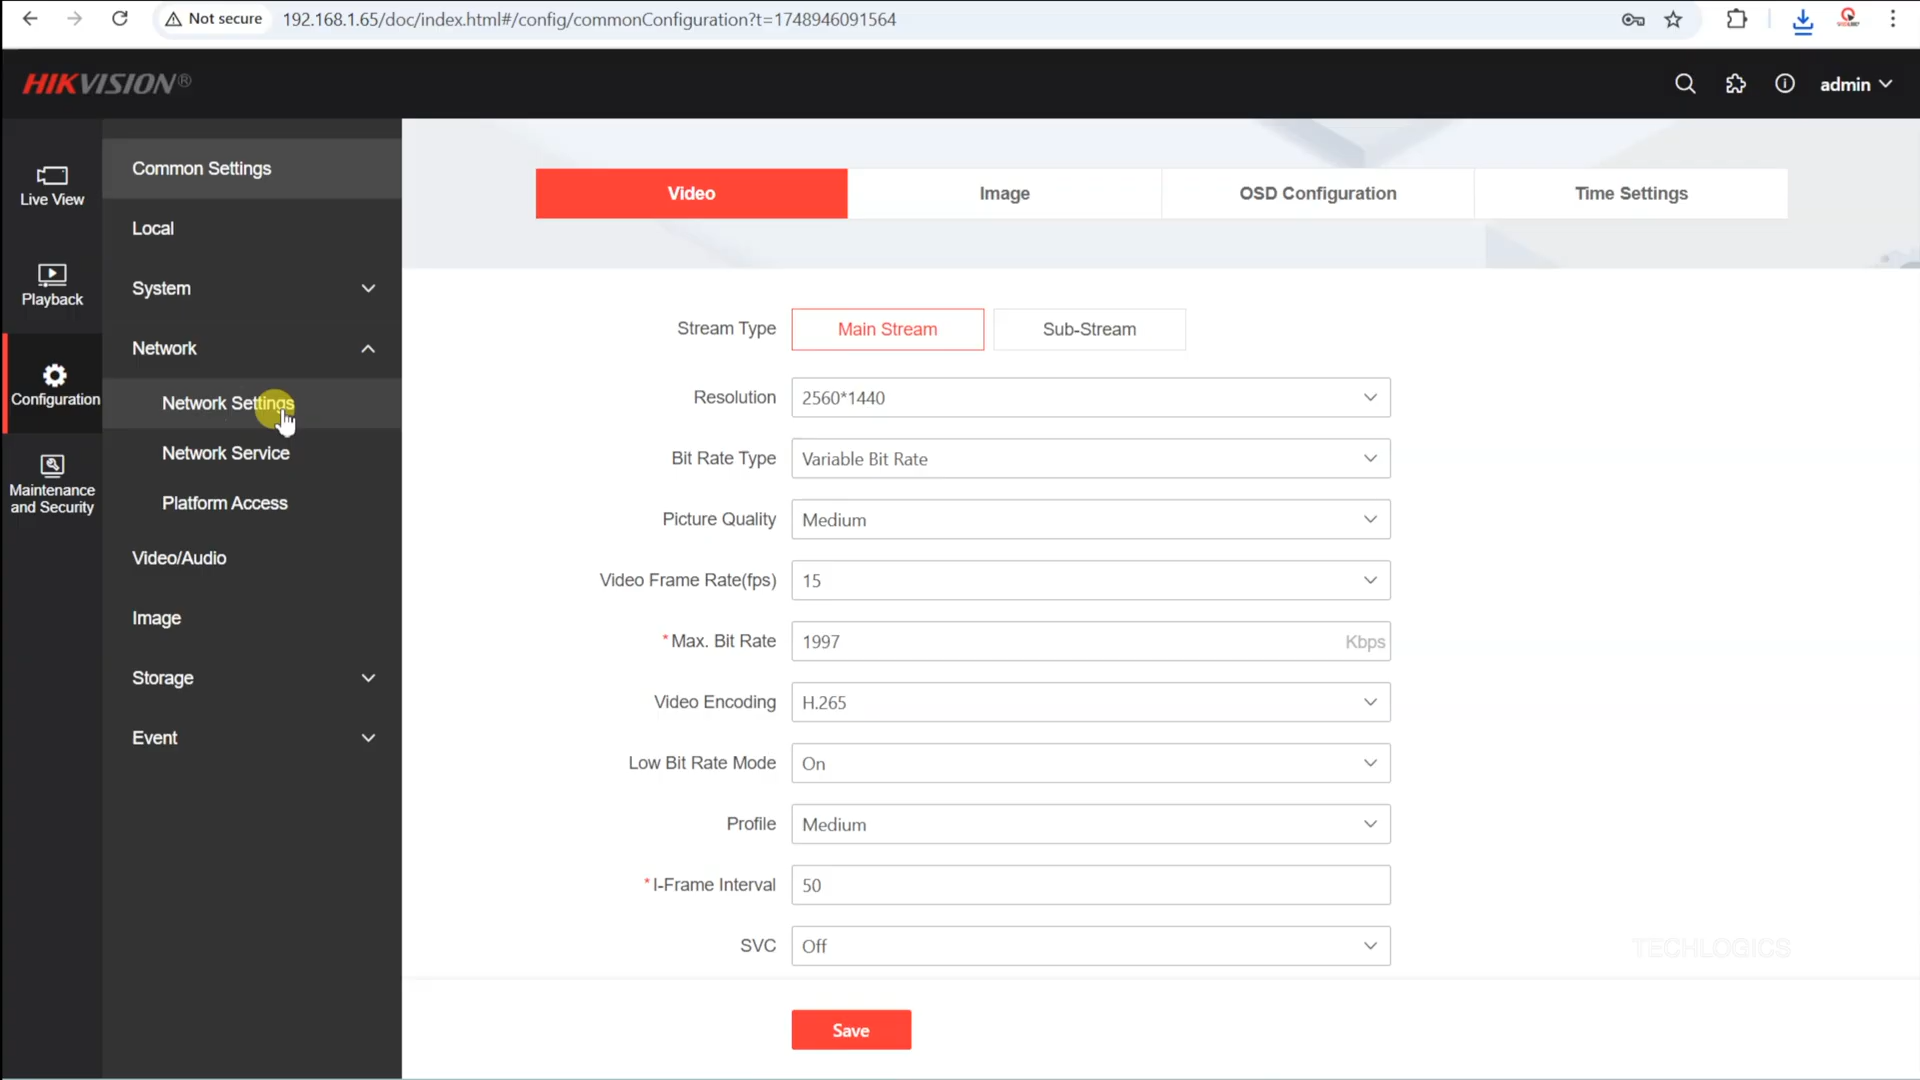 Not secure 192.168.1.65/doc/index.html#/config/commonConfiguration?t=1748946091564
HIKVISION®
admin
Live View
Playback
Configuration
Maintenance
and Security
Common Settings
Local
System
Network
Network Settings
Network Service
Platform Access
Video/Audio
Image
Storage
Event
Video Image OSD Configuration Time Settings
Stream Type Main Stream Sub-Stream
Resolution 2560*1440
Bit Rate Type Variable Bit Rate
Picture Quality Medium
Video Frame Rate(fps) 15
*Max. Bit Rate 1997 Kbps
Video Encoding H.265
Low Bit Rate Mode On
Profile Medium
*I-Frame Interval 50
SVC Off
Save
TECHLOGICS